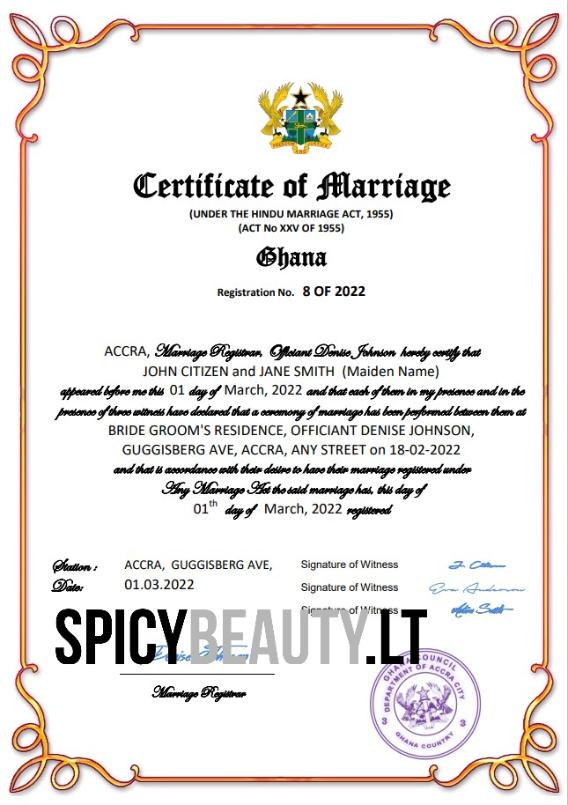 Certificate of Marriage
(UNDER THE HINDU MARRIAGE ACT, 1955)
(ACT No XXV OF 1955)
Ghana
Registration No. 8 OF 2022
ACCRA, Marriage Registrar, Officiant Denise Johnson hereby certify that
JOHN CITIZEN and JANE SMITH (Maiden Name)
appeared before me this 01 day of March, 2022 and that each of them in my presence and in the
presence of three witness have declared that a ceremony of marriage has been performed between them at
BRIDE GROOM'S RESIDENCE, OFFICIANT DENISE JOHNSON,
GUGGISBERG AVE, ACCRA, ANY STREET on 18-02-2022
and that is accordance with their desire to have their marriage registered under
Any Marriage Act the said marriage has, this day of
01th day of March, 2022 registered
Station : ACCRA, GUGGISBERG AVE,
Date: 01.03.2022
Signature of Witness J. Citizen
Signature of Witness Eva Anderson
Signature of Witness Smith
SPICYBEAUTY.LT
Denise Johnson
Marriage Registrar
GHANA COUNCIL
DEPARTMENT OF ACCRA CITY
3 3
GHANA COUNTRY